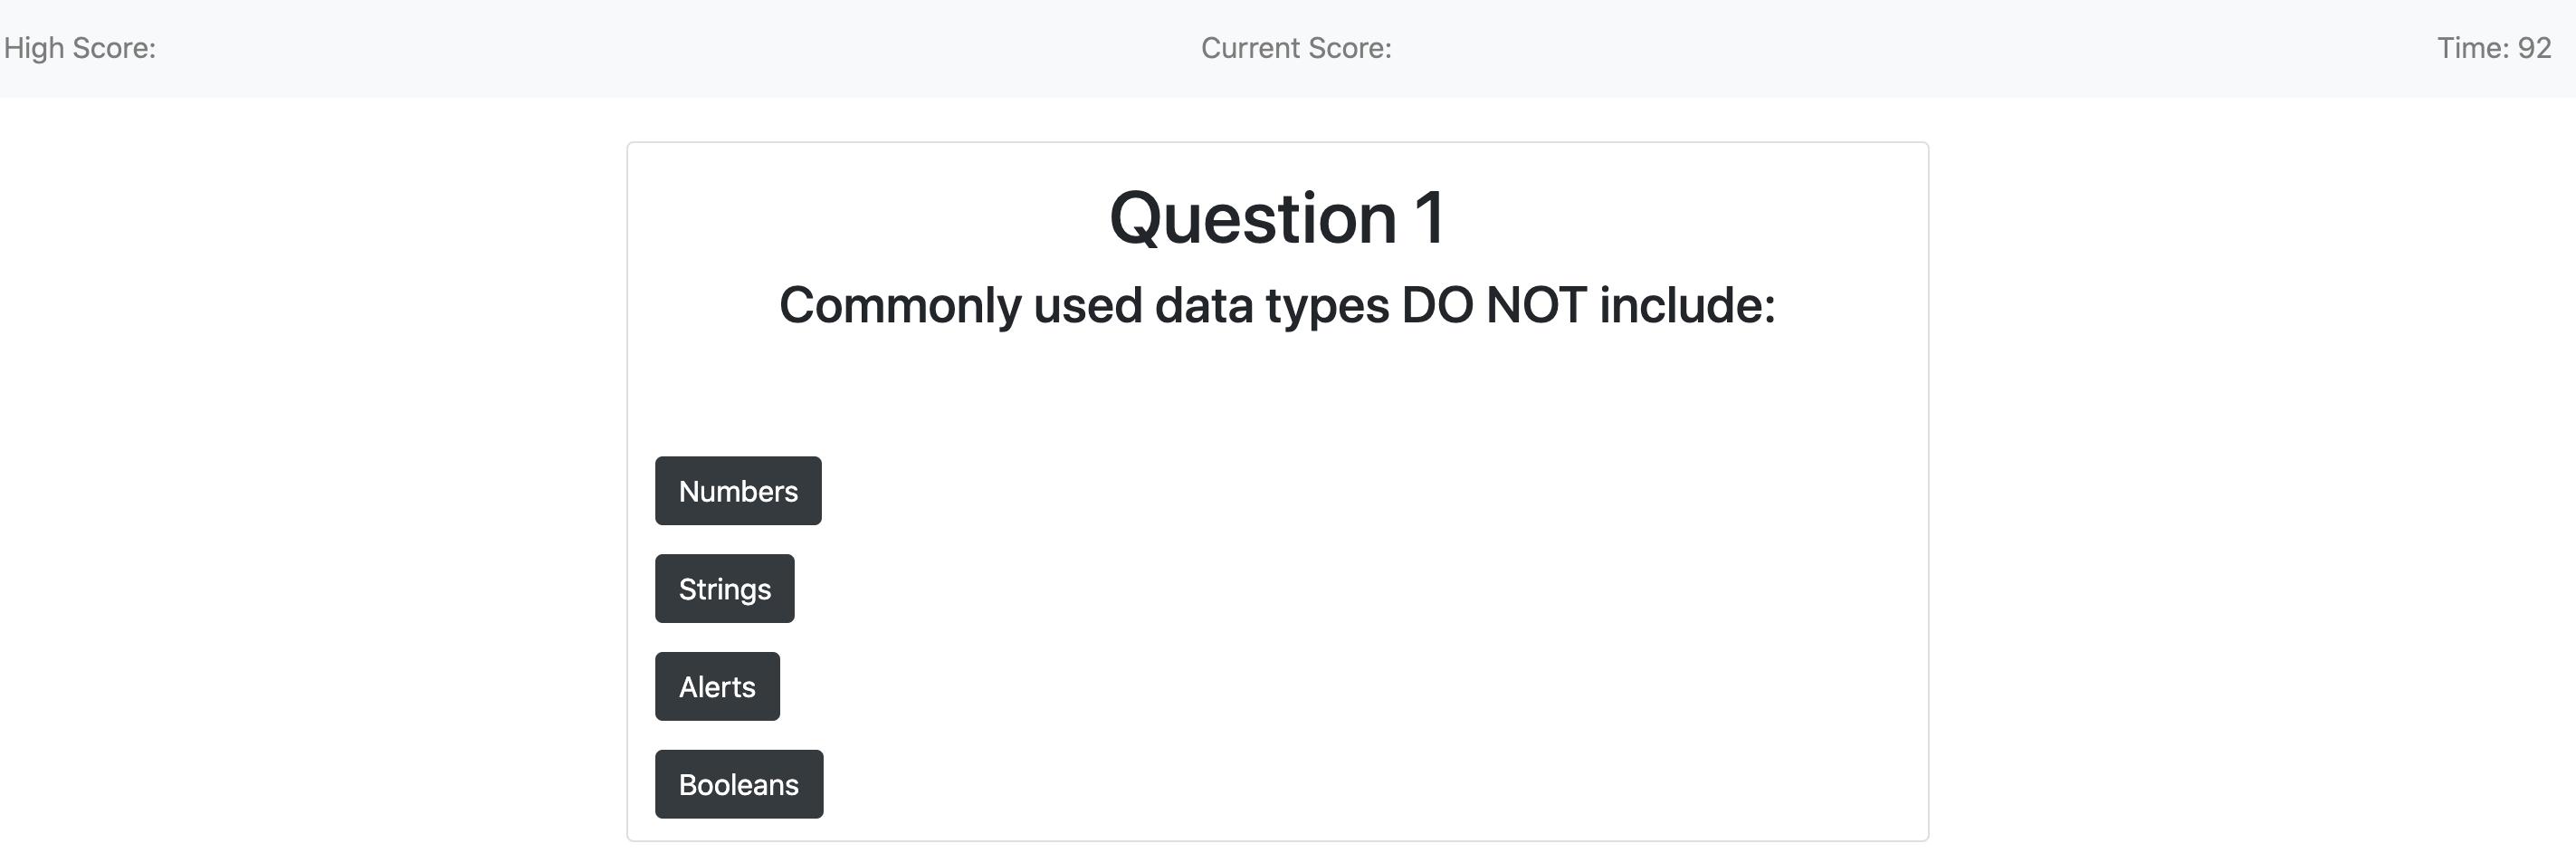 High Score:
Current Score:
Time: 92
Question 1
Commonly used data types DO NOT include:
Numbers
Strings
Alerts
Booleans